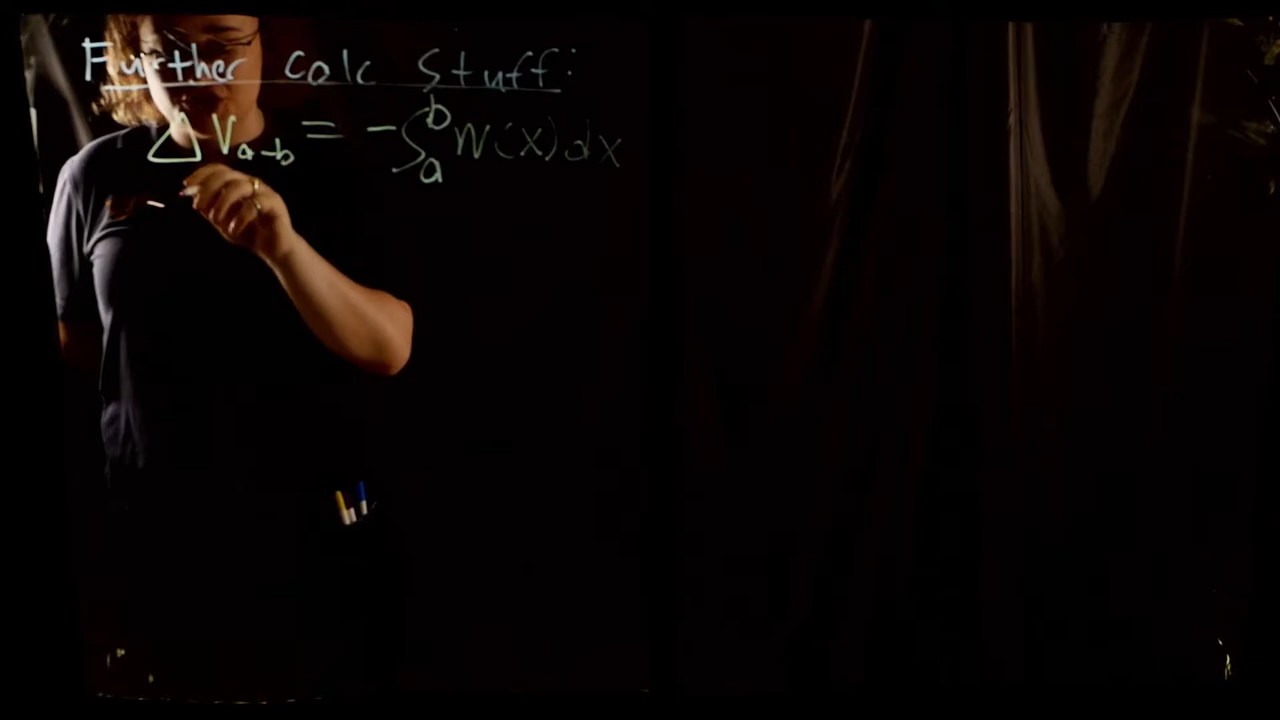 Further calc stuff:
ΔV_{a-b} = -∫_a^b W(x) dx